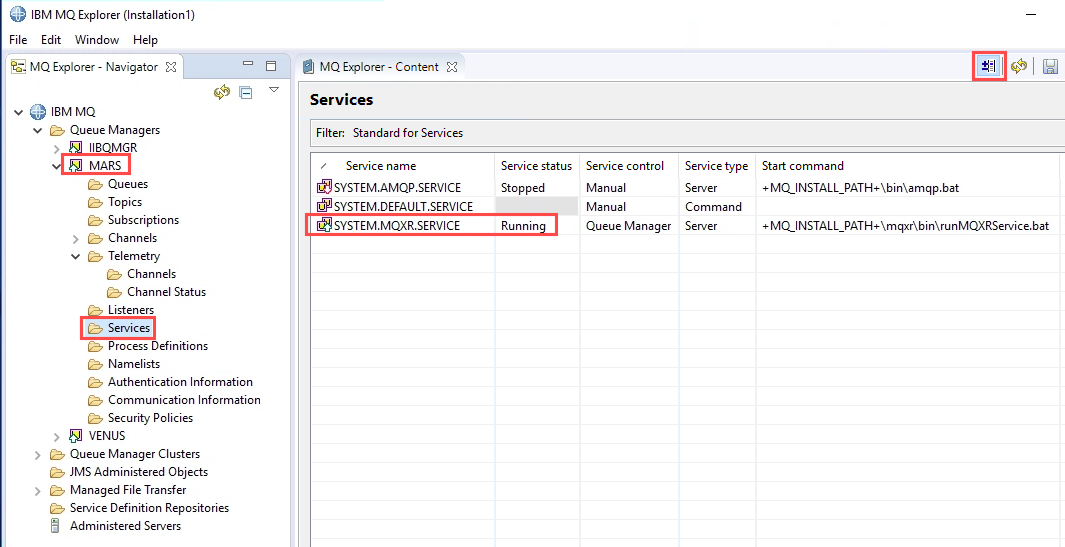 IBM MQ Explorer (Installation1)
File Edit Window Help
MQ Explorer - Navigator
IBM MQ
Queue Managers
IIBQMGR
MARS
Queues
Topics
Subscriptions
Channels
Telemetry
Channels
Channel Status
Listeners
Services
Process Definitions
Namelists
Authentication Information
Communication Information
Security Policies
VENUS
Queue Manager Clusters
JMS Administered Objects
Managed File Transfer
Service Definition Repositories
Administered Servers
MQ Explorer - Content
Services
Filter: Standard for Services
Service name Service status Service control Service type Start command
SYSTEM.AMQP.SERVICE Stopped Manual Server +MQ_INSTALL_PATH+\bin\amqp.bat
SYSTEM.DEFAULT.SERVICE Manual Command
SYSTEM.MQXR.SERVICE Running Queue Manager Server +MQ_INSTALL_PATH+\mqxr\bin\runMQXRService.bat